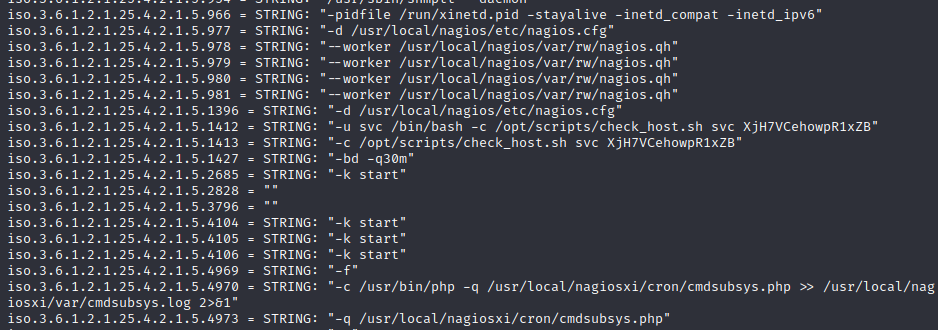 iso.3.6.1.2.1.25.4.2.1.5.966 = STRING: "-pidfile /run/xinetd.pid -stayalive -inetd_compat -inetd_ipv6"
iso.3.6.1.2.1.25.4.2.1.5.977 = STRING: "-d /usr/local/nagios/etc/nagios.cfg"
iso.3.6.1.2.1.25.4.2.1.5.978 = STRING: "--worker /usr/local/nagios/var/rw/nagios.qh"
iso.3.6.1.2.1.25.4.2.1.5.979 = STRING: "--worker /usr/local/nagios/var/rw/nagios.qh"
iso.3.6.1.2.1.25.4.2.1.5.980 = STRING: "--worker /usr/local/nagios/var/rw/nagios.qh"
iso.3.6.1.2.1.25.4.2.1.5.981 = STRING: "--worker /usr/local/nagios/var/rw/nagios.qh"
iso.3.6.1.2.1.25.4.2.1.5.1396 = STRING: "-d /usr/local/nagios/etc/nagios.cfg"
iso.3.6.1.2.1.25.4.2.1.5.1412 = STRING: "-u svc /bin/bash -c /opt/scripts/check_host.sh svc XjH7VCehowpR1xZB"
iso.3.6.1.2.1.25.4.2.1.5.1413 = STRING: "-c /opt/scripts/check_host.sh svc XjH7VCehowpR1xZB"
iso.3.6.1.2.1.25.4.2.1.5.1427 = STRING: "-bd -q30m"
iso.3.6.1.2.1.25.4.2.1.5.2685 = STRING: "-k start"
iso.3.6.1.2.1.25.4.2.1.5.2828 = ""
iso.3.6.1.2.1.25.4.2.1.5.3796 = ""
iso.3.6.1.2.1.25.4.2.1.5.4104 = STRING: "-k start"
iso.3.6.1.2.1.25.4.2.1.5.4105 = STRING: "-k start"
iso.3.6.1.2.1.25.4.2.1.5.4106 = STRING: "-k start"
iso.3.6.1.2.1.25.4.2.1.5.4969 = STRING: "-f"
iso.3.6.1.2.1.25.4.2.1.5.4970 = STRING: "-c /usr/bin/php -q /usr/local/nagiosxi/cron/cmdsubsys.php >> /usr/local/nag
iosxi/var/cmdsubsys.log 2>&1"
iso.3.6.1.2.1.25.4.2.1.5.4973 = STRING: "-q /usr/local/nagiosxi/cron/cmdsubsys.php"